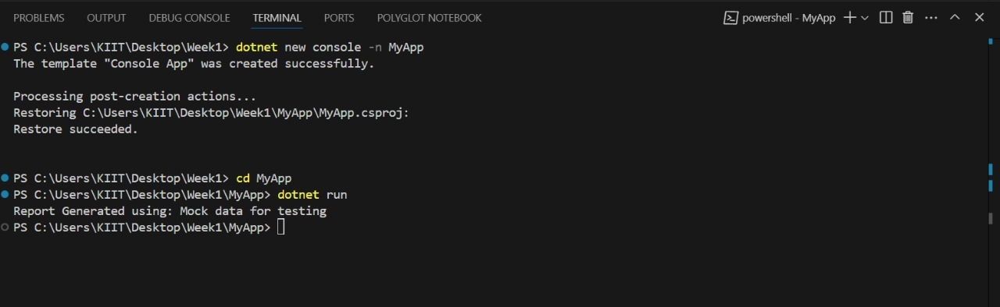 PROBLEMS OUTPUT DEBUG CONSOLE TERMINAL PORTS POLYGLOT NOTEBOOK powershell - MyApp
PS C:\Users\KIIT\Desktop\Week1> dotnet new console -n MyApp
The template "Console App" was created successfully.
Processing post-creation actions...
Restoring C:\Users\KIIT\Desktop\Week1\MyApp\MyApp.csproj:
Restore succeeded.
PS C:\Users\KIIT\Desktop\Week1> cd MyApp
PS C:\Users\KIIT\Desktop\Week1\MyApp> dotnet run
Report Generated using: Mock data for testing
PS C:\Users\KIIT\Desktop\Week1\MyApp>